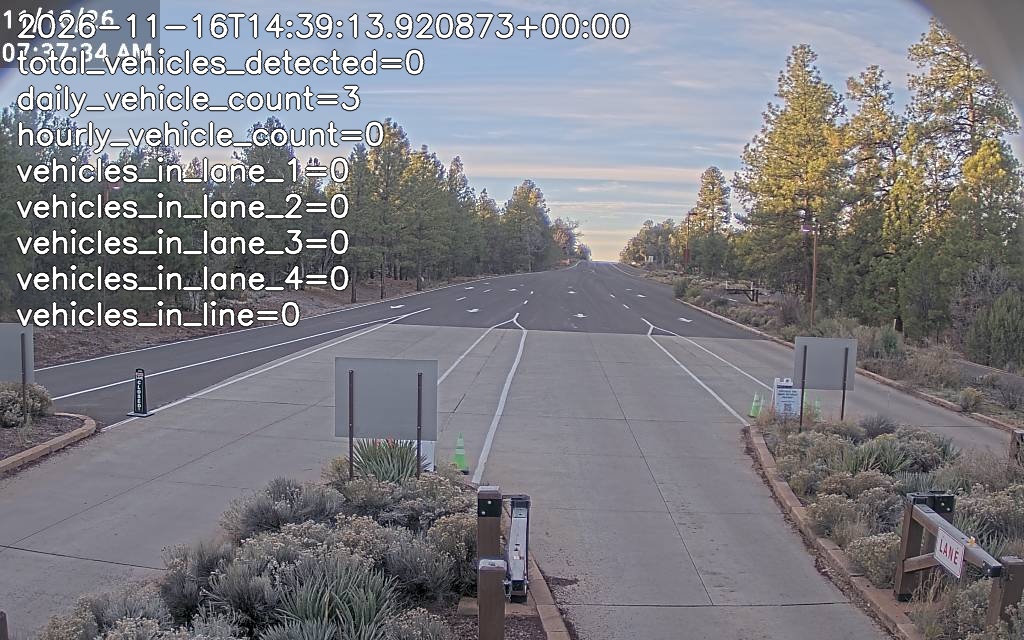 2026-11-16T14:39:13.920873+00:00
07:37:34 AM
total_vehicles_detected=0
daily_vehicle_count=3
hourly_vehicle_count=0
vehicles_in_lane_1=0
vehicles_in_lane_2=0
vehicles_in_lane_3=0
vehicles_in_lane_4=0
vehicles_in_line=0
LANE